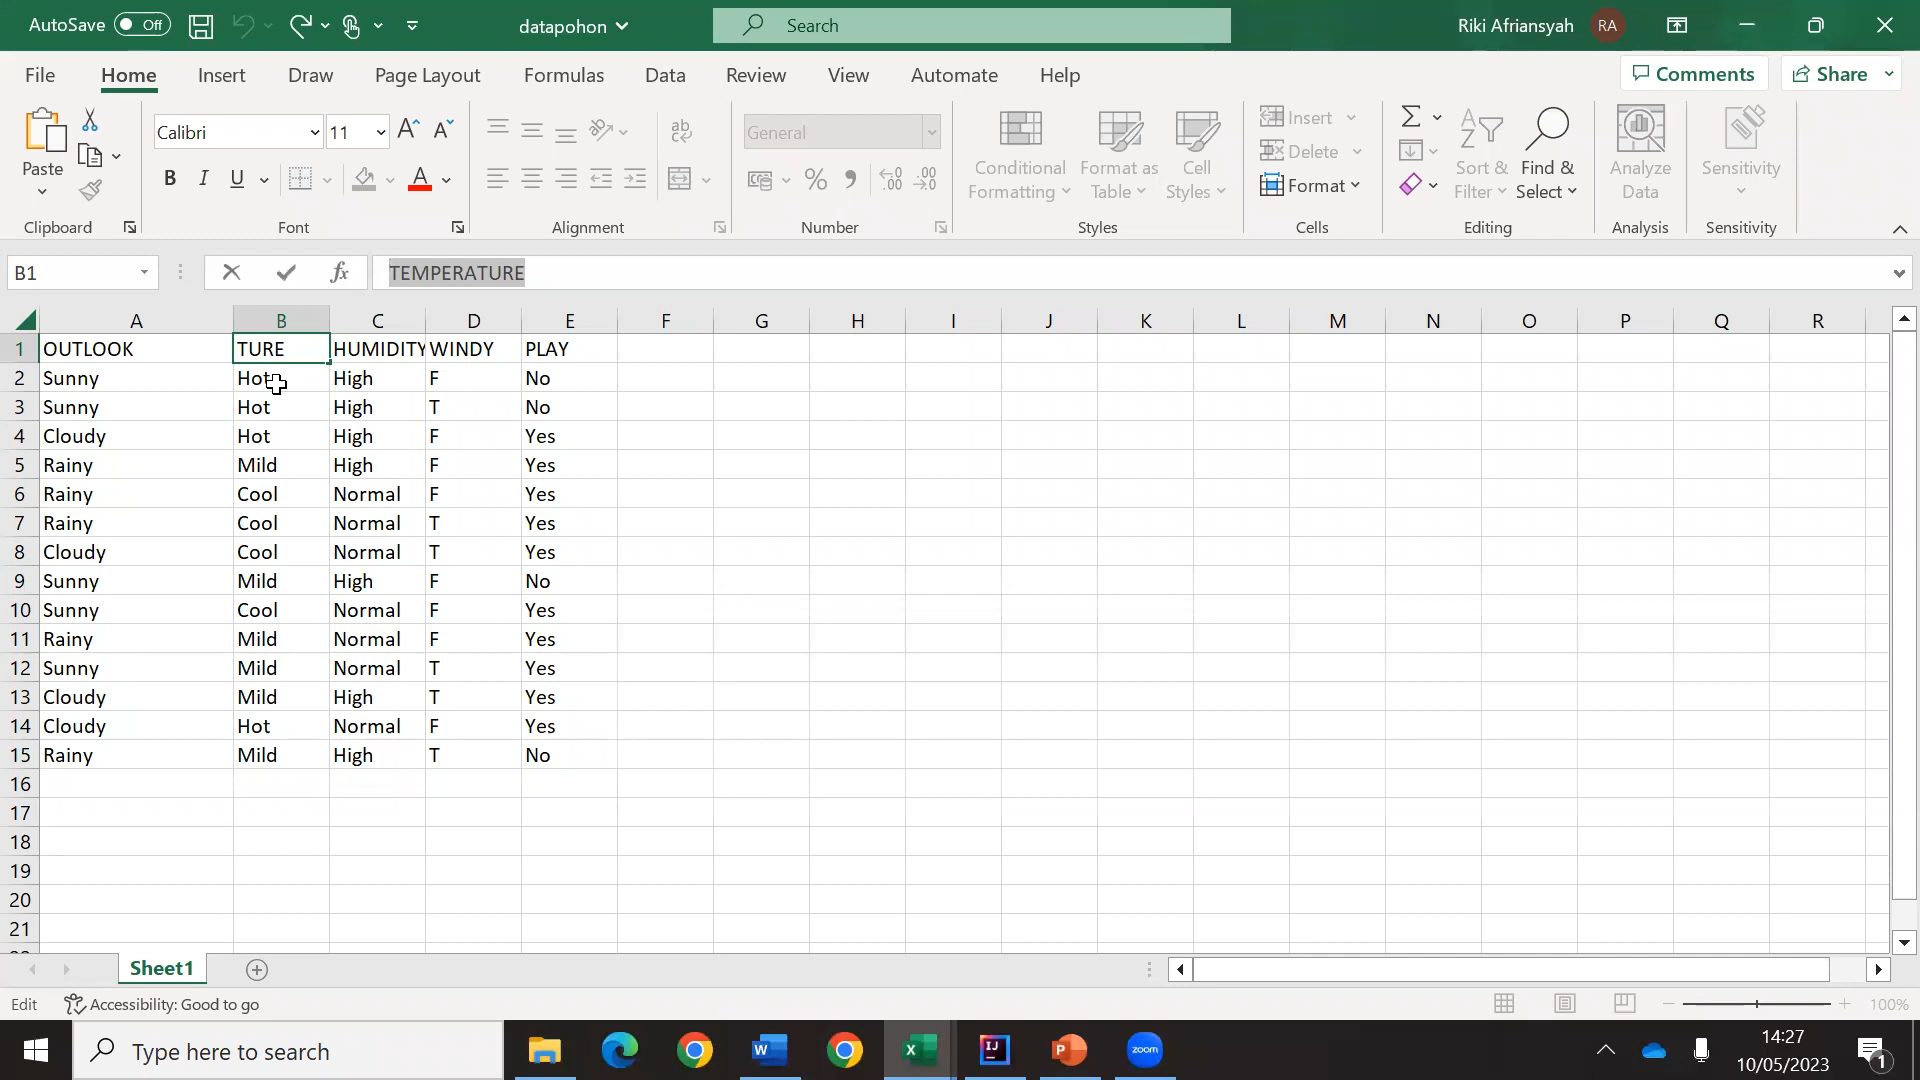 AutoSave Off datapohon Search Riki Afriansyah RA
File Home Insert Draw Page Layout Formulas Data Review View Automate Help Comments Share
Paste
Calibri 11
B I U A
ab
General
% 9
Conditional Formatting
Format as Table
Cell Styles
Insert
Delete
Format
Sort & Filter
Find & Select
Analyze Data
Sensitivity
Clipboard Font Alignment Number Styles Cells Editing Analysis Sensitivity
B1 fx TEMPERATURE
A B C D E F G H I J K L M N O P Q R
1 OUTLOOK TURE HUMIDITY WINDY PLAY
2 Sunny Hot High F No
3 Sunny Hot High T No
4 Cloudy Hot High F Yes
5 Rainy Mild High F Yes
6 Rainy Cool Normal F Yes
7 Rainy Cool Normal T Yes
8 Cloudy Cool Normal T Yes
9 Sunny Mild High F No
10 Sunny Cool Normal F Yes
11 Rainy Mild Normal F Yes
12 Sunny Mild Normal T Yes
13 Cloudy Mild High T Yes
14 Cloudy Hot Normal F Yes
15 Rainy Mild High T No
16
17
18
19
20
21
Sheet1
Edit Accessibility: Good to go 100%
Type here to search zoom 14:27
10/05/2023 1